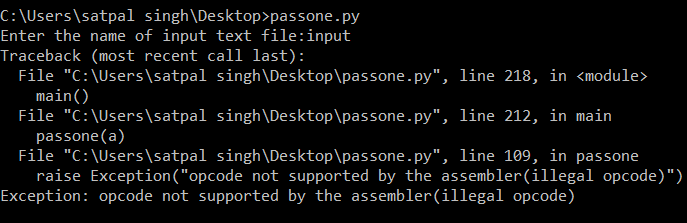 C:\Users\satpal singh\Desktop>passone.py
Enter the name of input text file:input
Traceback (most recent call last):
  File "C:\Users\satpal singh\Desktop\passone.py", line 218, in <module>
    main()
  File "C:\Users\satpal singh\Desktop\passone.py", line 212, in main
    passone(a)
  File "C:\Users\satpal singh\Desktop\passone.py", line 109, in passone
    raise Exception("opcode not supported by the assembler(illegal opcode)")
Exception: opcode not supported by the assembler(illegal opcode)